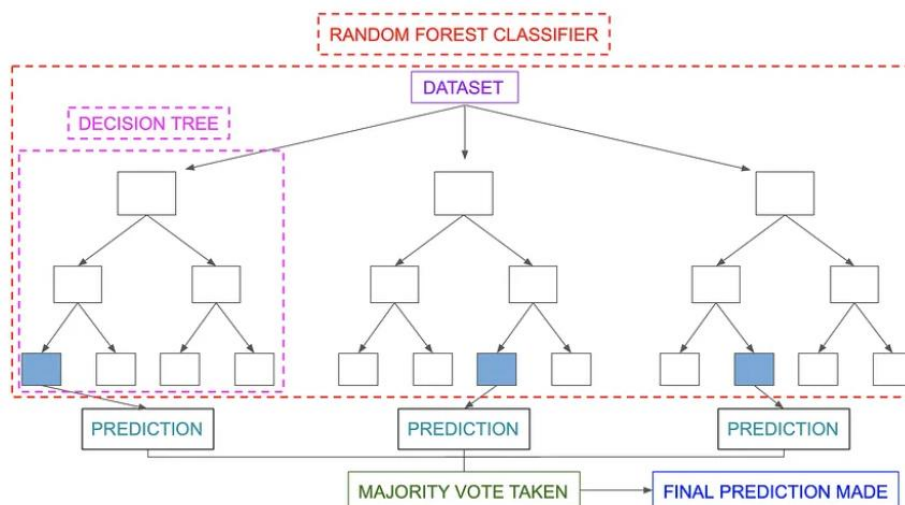 RANDOM FOREST CLASSIFIER
DATASET
DECISION TREE
PREDICTION
PREDICTION
PREDICTION
MAJORITY VOTE TAKEN
FINAL PREDICTION MADE